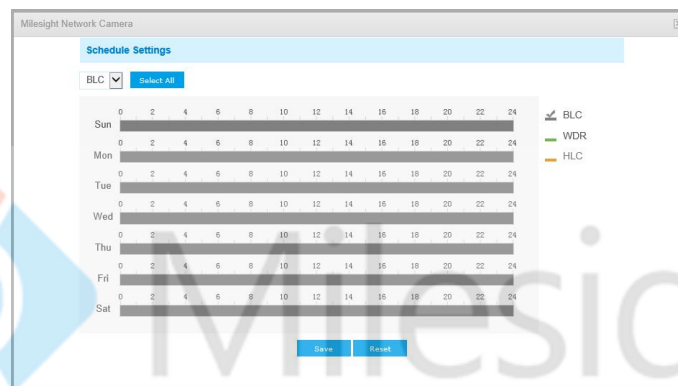 Milesight Network Camera
Schedule Settings
BLC Select All
0 2 4 6 8 10 12 14 16 18 20 22 24
Sun
BLC
0 2 4 6 8 10 12 14 16 18 20 22 24
WDR
Mon
HLC
0 2 4 6 8 10 12 14 16 18 20 22 24
Tue
0 2 4 6 8 10 12 14 16 18 20 22 24
Wed
0 2 4 6 8 10 12 14 16 18 20 22 24
Thu
0 2 4 6 8 10 12 14 16 18 20 22 24
Fri
0 2 4 6 8 10 12 14 16 18 20 22 24
Sat
Save Reset
Milesig